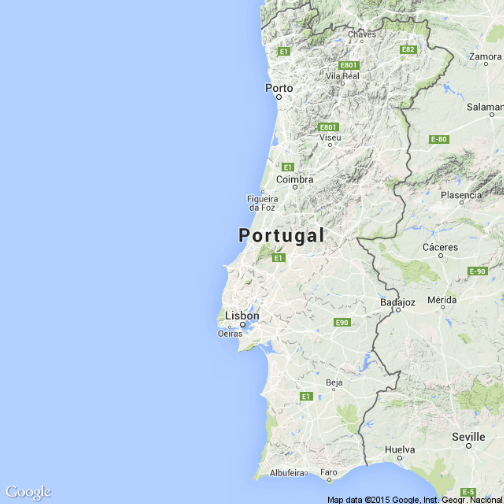 Chaves
E1
E82
Zamora
E801
Vila Real
Porto
Salaman
E801
Viseu
E-80
E1
Coimbra
Plasencia
Figueira
da Foz
Portugal
Cáceres
E1
E-90
Badajoz
Mérida
Lisbon
E90
Oeiras
Beja
E1
Seville
Huelva
Albufeira
Faro
E-5
Google
Map data ©2015 Google, Inst. Geogr. Nacional